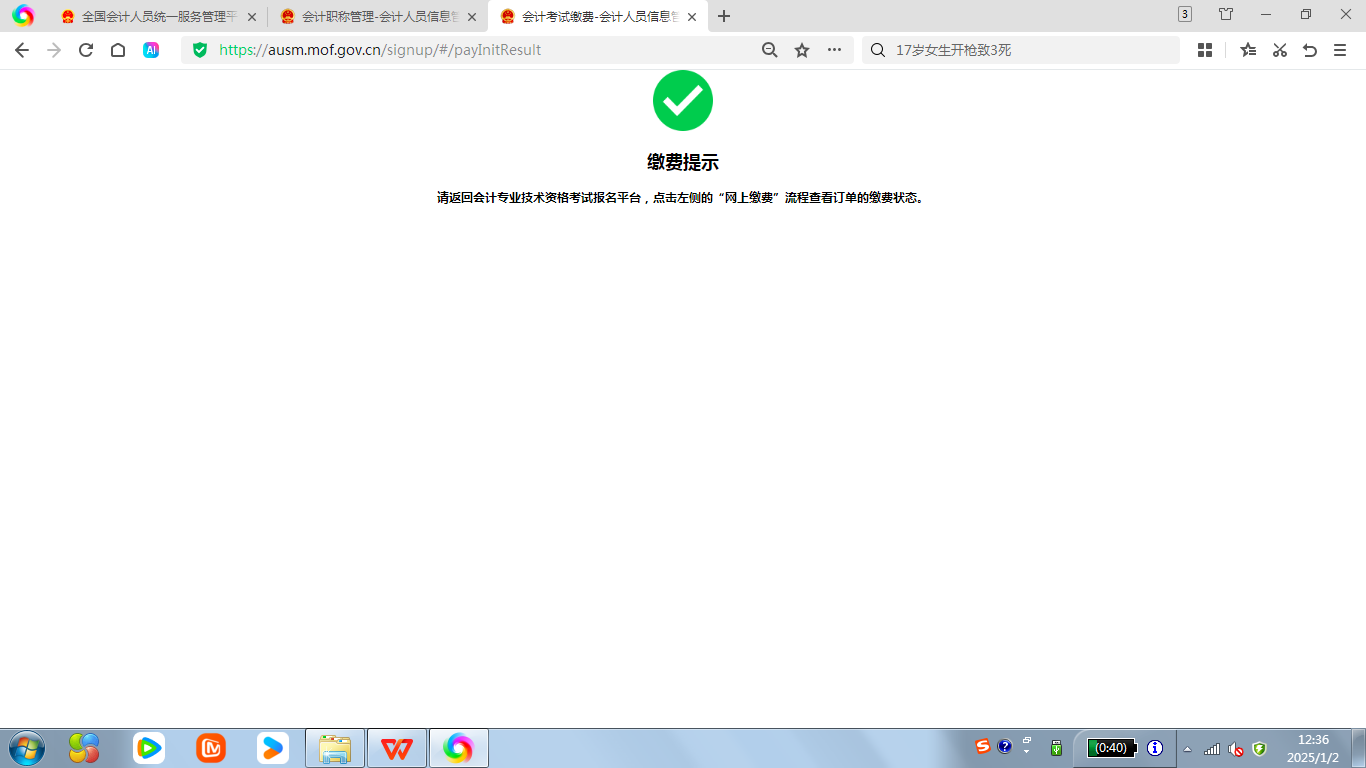 全国会计人员统一服务管理平
会计职称管理-会计人员信息管
会计考试缴费-会计人员信息管
3
AI
https://ausm.mof.gov.cn/signup/#/payInitResult
17岁女生开枪致3死
缴费提示
请返回会计专业技术资格考试报名平台，点击左侧的“网上缴费”流程查看订单的缴费状态。
(0:40)
12:36
2025/1/2